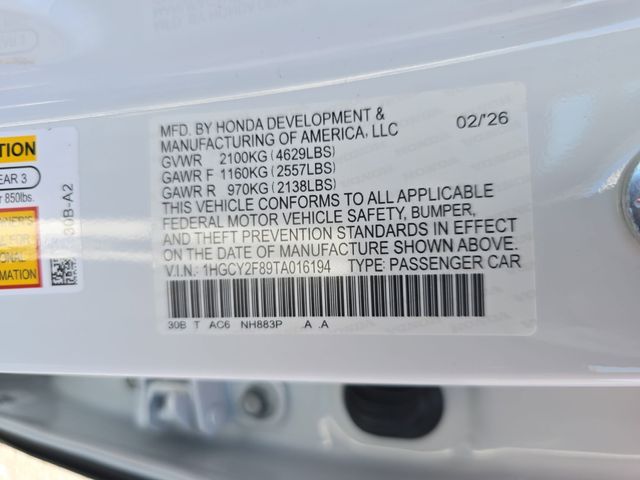 MFD. BY HONDA DEVELOPMENT &
MANUFACTURING OF AMERICA, LLC
02/'26
GVWR 2100KG (4629LBS)
GAWR F 1160KG (2557LBS)
GAWR R 970KG (2138LBS)
THIS VEHICLE CONFORMS TO ALL APPLICABLE
FEDERAL MOTOR VEHICLE SAFETY, BUMPER,
AND THEFT PREVENTION STANDARDS IN EFFECT
ON THE DATE OF MANUFACTURE SHOWN ABOVE.
V.I.N.: 1HGCY2F89TA016194 TYPE: PASSENGER CAR
30B T AC6 NH883P .A .A
EAR 3
850lbs.
30B-A2